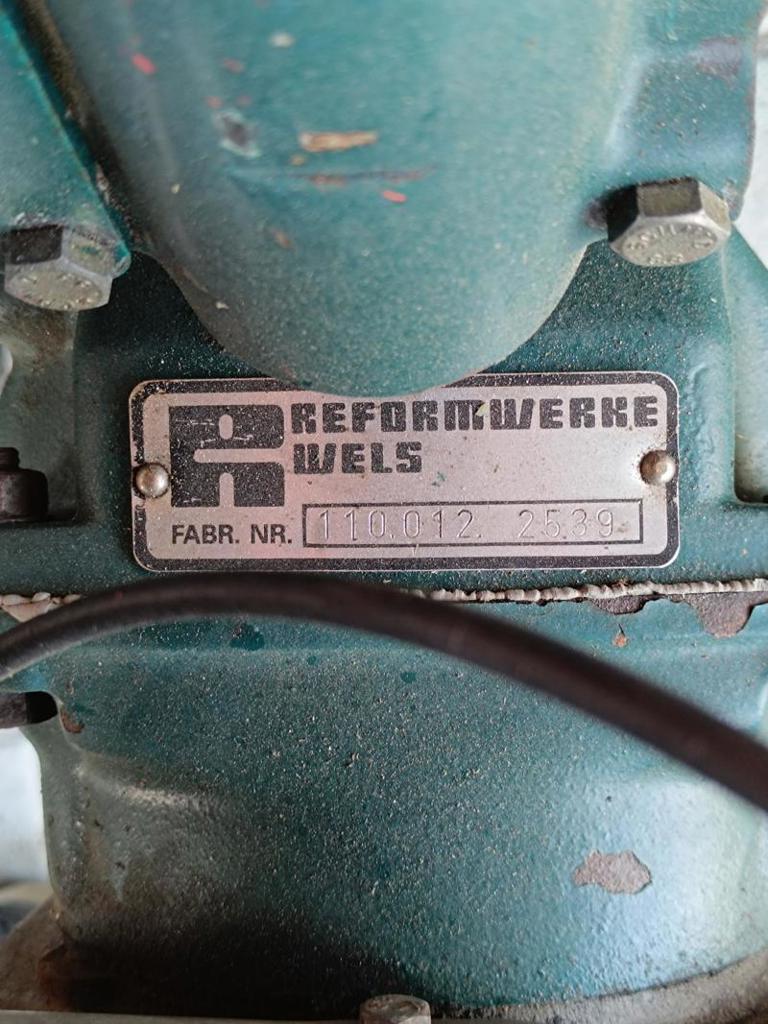 R REFORMWERKE
WELS
FABR. NR. 110.012. 2539